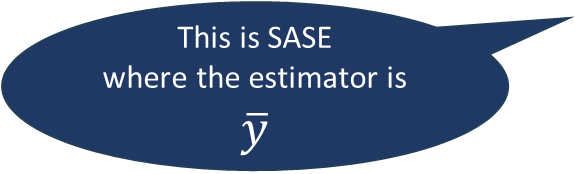 This is SASE
where the estimator is
ȳ